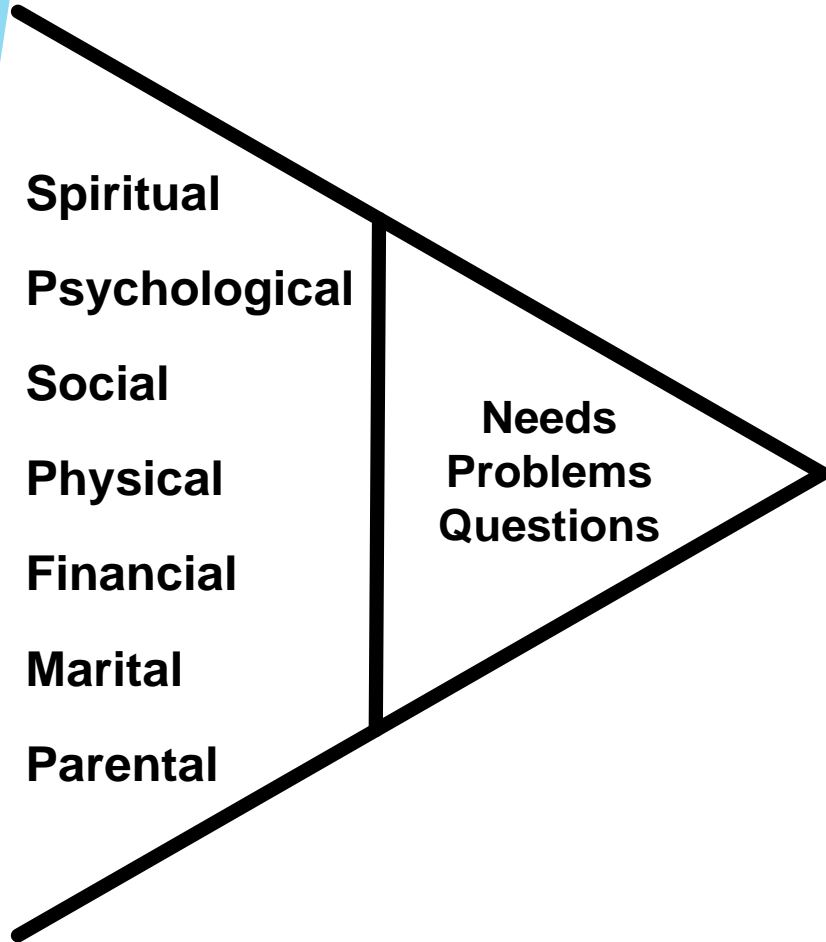 Spiritual
Psychological
Social
Physical
Financial
Marital
Parental
Needs
Problems
Questions